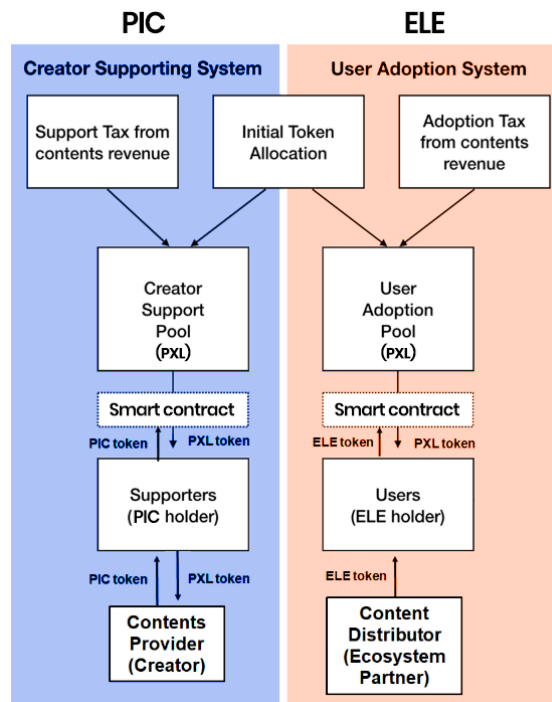 PIC
ELE
Creator Supporting System
User Adoption System
Support Tax from
contents revenue
Initial Token
Allocation
Adoption Tax
from contents
revenue
Creator
Support
Pool
(PXL)
User
Adoption
Pool
(PXL)
Smart contract
Smart contract
PIC token
PXL token
ELE token
PXL token
Supporters
(PIC holder)
Users
(ELE holder)
PIC token
PXL token
ELE token
Contents
Provider
(Creator)
Content
Distributor
(Ecosystem
Partner)